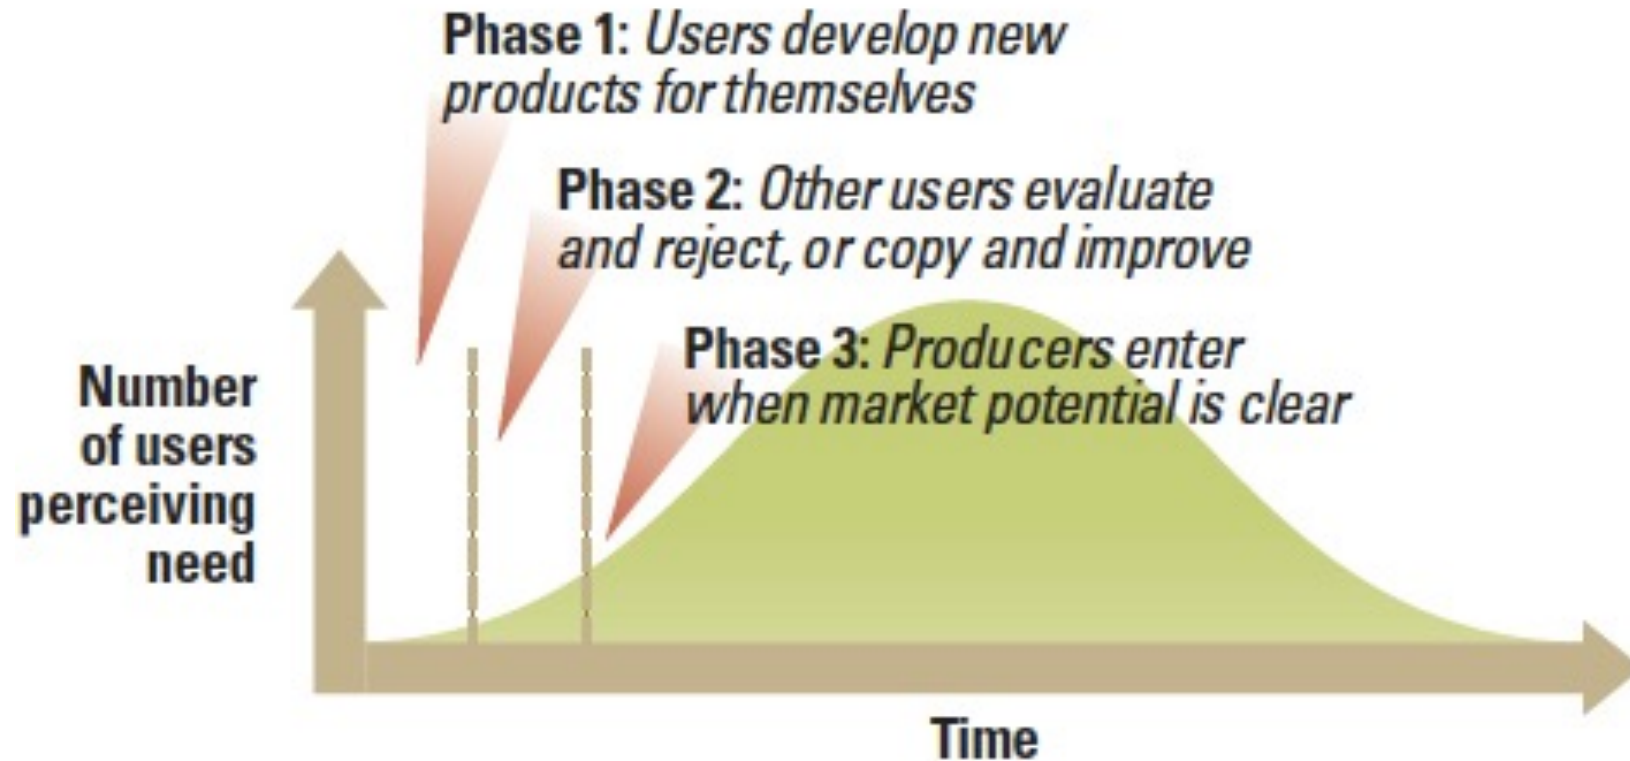 Phase 1: Users develop new
products for themselves
Phase 2: Other users evaluate
and reject, or copy and improve
Phase 3: Producers enter
when market potential is clear
Number
of users
perceiving
need
Time